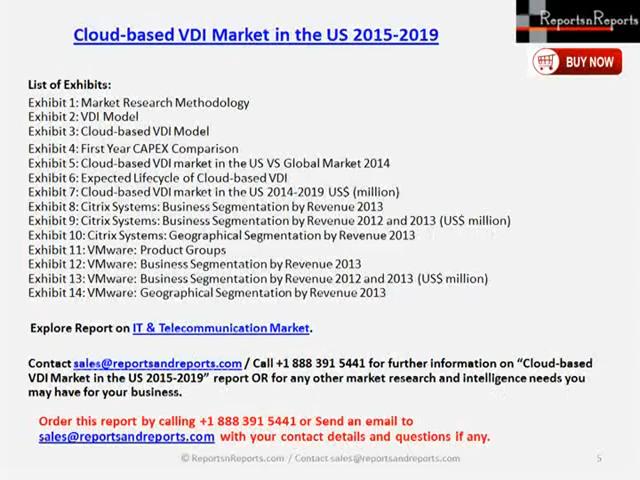 Cloud-based VDI Market in the US 2015-2019
ReportsnReports
BUY NOW
List of Exhibits:
Exhibit 1: Market Research Methodology
Exhibit 2: VDI Model
Exhibit 3: Cloud-based VDI Model
Exhibit 4: First Year CAPEX Comparison
Exhibit 5: Cloud-based VDI market in the US VS Global Market 2014
Exhibit 6: Expected Lifecycle of Cloud-based VDI
Exhibit 7: Cloud-based VDI market in the US 2014-2019 US$ (million)
Exhibit 8: Citrix Systems: Business Segmentation by Revenue 2013
Exhibit 9: Citrix Systems: Business Segmentation by Revenue 2012 and 2013 (US$ million)
Exhibit 10: Citrix Systems: Geographical Segmentation by Revenue 2013
Exhibit 11: VMware: Product Groups
Exhibit 12: VMware: Business Segmentation by Revenue 2013
Exhibit 13: VMware: Business Segmentation by Revenue 2012 and 2013 (US$ million)
Exhibit 14: VMware: Geographical Segmentation by Revenue 2013
Explore Report on IT & Telecommunication Market.
Contact sales@reportsandreports.com / Call +1 888 391 5441 for further information on “Cloud-based
VDI Market in the US 2015-2019” report OR for any other market research and intelligence needs you
may have for your business.
Order this report by calling +1 888 391 5441 or Send an email to
sales@reportsandreports.com with your contact details and questions if any.
© ReportsnReports.com / Contact sales@reportsandreports.com
5